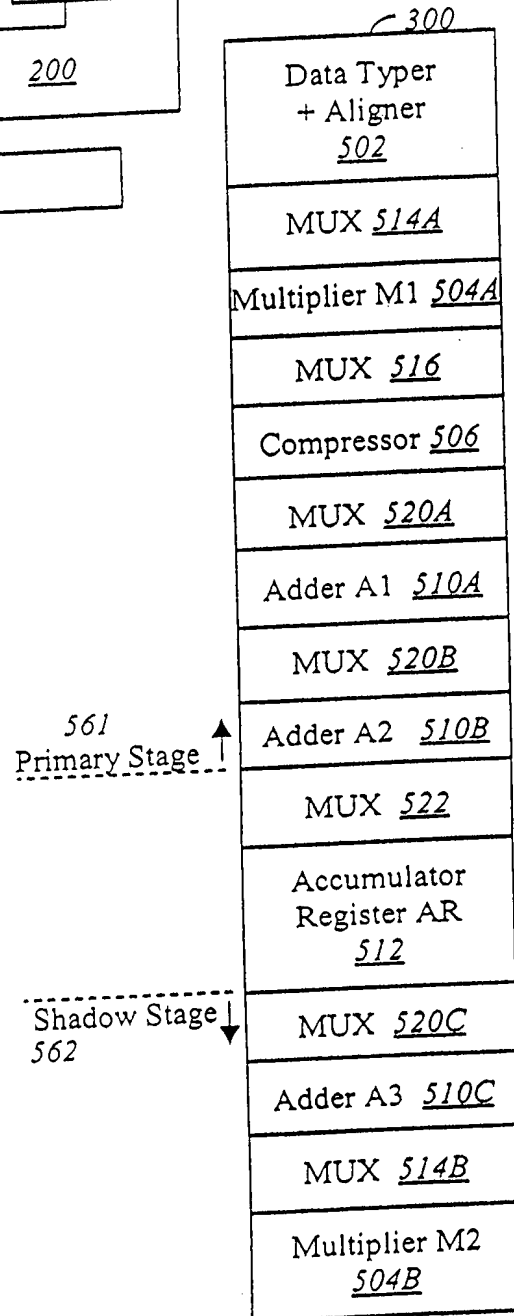 300
200
Data Typer
+ Aligner
502
MUX 514A
Multiplier M1 504A
MUX 516
Compressor 506
MUX 520A
Adder A1 510A
MUX 520B
561
Primary Stage
Adder A2 510B
MUX 522
Accumulator
Register AR
512
Shadow Stage
562
MUX 520C
Adder A3 510C
MUX 514B
Multiplier M2
504B